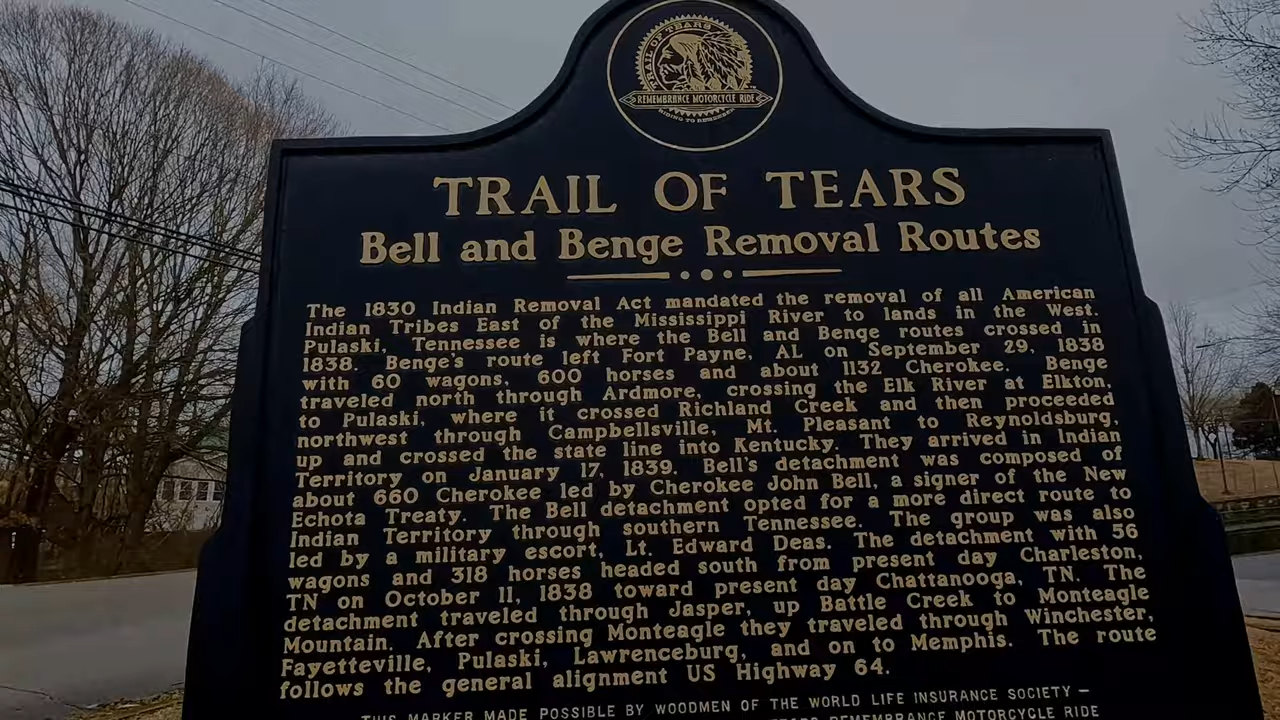 TRAIL OF TEARS
REMEMBRANCE MOTORCYCLE RIDE
RIDING TO REMEMBER
TRAIL OF TEARS
Bell and Benge Removal Routes
The 1830 Indian Removal Act mandated the removal of all American
Indian Tribes East of the Mississippi River to lands in the West.
Pulaski, Tennessee is where the Bell and Benge routes crossed in
1838. Benge's route left Fort Payne, AL on September 29, 1838
with 60 wagons, 600 horses and about 1132 Cherokee. Benge
traveled north through Ardmore, crossing the Elk River at Elkton,
to Pulaski, where it crossed Richland Creek and then proceeded
northwest through Campbellsville, Mt. Pleasant to Reynoldsburg,
up and crossed the state line into Kentucky. They arrived in Indian
Territory on January 17, 1839. Bell's detachment was composed of
about 660 Cherokee led by Cherokee John Bell, a signer of the New
Echota Treaty. The Bell detachment opted for a more direct route to
Indian Territory through southern Tennessee. The group was also
led by a military escort, Lt. Edward Deas. The detachment with 56
wagons and 318 horses headed south from present day Charleston,
TN on October 11, 1838 toward present day Chattanooga, TN. The
detachment traveled through Jasper, up Battle Creek to Monteagle
Mountain. After crossing Monteagle they traveled through Winchester,
Fayetteville, Pulaski, Lawrenceburg, and on to Memphis. The route
follows the general alignment US Highway 64.
THIS MARKER MADE POSSIBLE BY WOODMEN OF THE WORLD LIFE INSURANCE SOCIETY –
TEARS REMEMBRANCE MOTORCYCLE RIDE